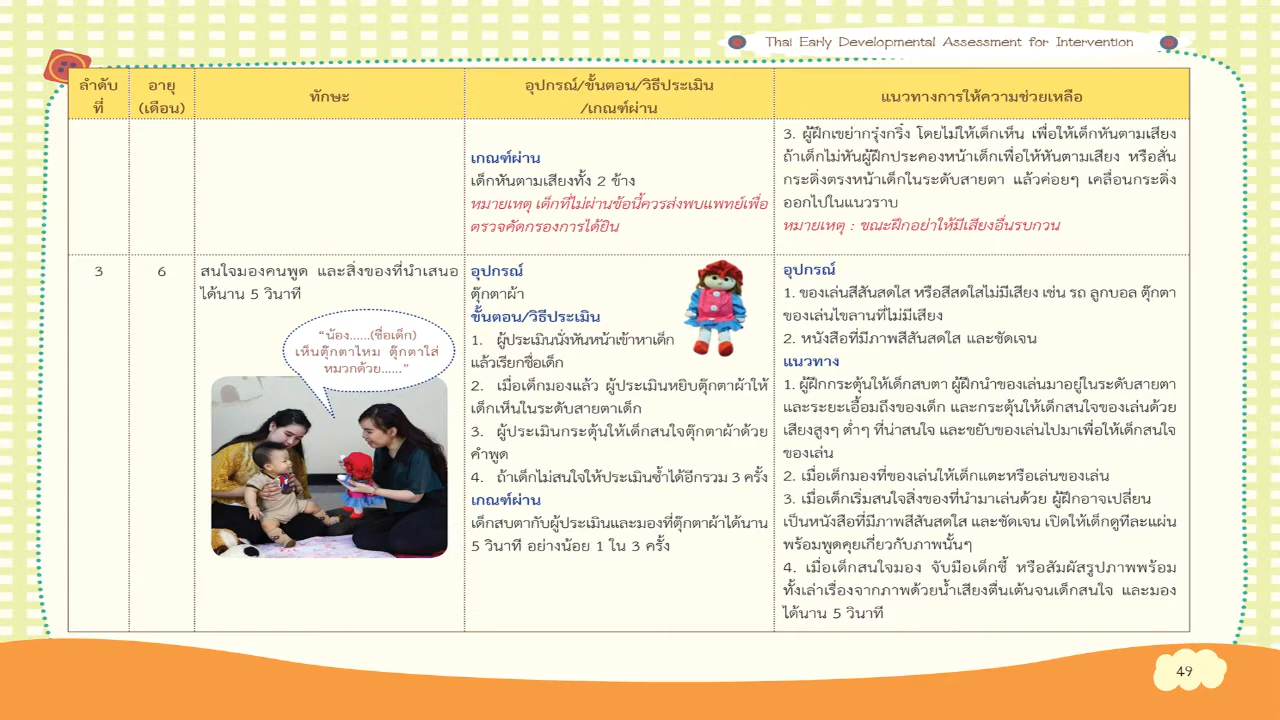 Thai Early Developmental Assessment for Intervention
ลำดับ
ที่
อายุ
(เดือน)
ทักษะ
อุปกรณ์/ขั้นตอน/วิธีประเมิน
/เกณฑ์ผ่าน
แนวทางการให้ความช่วยเหลือ
เกณฑ์ผ่าน
เด็กหันตามเสียงทั้ง 2 ข้าง
หมายเหตุ เด็กที่ไม่ผ่านข้อนี้ควรส่งพบแพทย์เพื่อ
ตรวจคัดกรองการได้ยิน
3. ผู้ฝึกเขย่ากรุ๋งกริ๋ง โดยไม่ให้เด็กเห็น เพื่อให้เด็กหันตามเสียง
ถ้าเด็กไม่หันผู้ฝึกประคองหน้าเด็กเพื่อให้หันตามเสียง หรือสั่น
กระดิ่งตรงหน้าเด็กในระดับสายตา แล้วค่อยๆ เคลื่อนกระดิ่ง
ออกไปในแนวราบ
หมายเหตุ : ขณะฝึกอย่าให้มีเสียงอื่นรบกวน
3
6
สนใจมองคนพูด และสิ่งของที่นำเสนอ
ได้นาน 5 วินาที
"น้อง......(ชื่อเด็ก)
เห็นตุ๊กตาไหม ตุ๊กตาใส่
หมวกด้วย......"
อุปกรณ์
ตุ๊กตาผ้า
ขั้นตอน/วิธีประเมิน
1. ผู้ประเมินนั่งหันหน้าเข้าหาเด็ก
แล้วเรียกชื่อเด็ก
2. เมื่อเด็กมองแล้ว ผู้ประเมินหยิบตุ๊กตาผ้าให้
เด็กเห็นในระดับสายตาเด็ก
3. ผู้ประเมินกระตุ้นให้เด็กสนใจตุ๊กตาผ้าด้วย
คำพูด
4. ถ้าเด็กไม่สนใจให้ประเมินซ้ำได้อีกรวม 3 ครั้ง
เกณฑ์ผ่าน
เด็กสบตากับผู้ประเมินและมองที่ตุ๊กตาผ้าได้นาน
5 วินาที อย่างน้อย 1 ใน 3 ครั้ง
อุปกรณ์
1. ของเล่นสีสันสดใส หรือสีสดใสไม่มีเสียง เช่น รถ ลูกบอล ตุ๊กตา
ของเล่นไขลานที่ไม่มีเสียง
2. หนังสือที่มีภาพสีสันสดใส และชัดเจน
แนวทาง
1. ผู้ฝึกกระตุ้นให้เด็กสบตา ผู้ฝึกนำของเล่นมาอยู่ในระดับสายตา
และระยะเอื้อมถึงของเด็ก และกระตุ้นให้เด็กสนใจของเล่นด้วย
เสียงสูงๆ ต่ำๆ ที่น่าสนใจ และขยับของเล่นไปมาเพื่อให้เด็กสนใจ
ของเล่น
2. เมื่อเด็กมองที่ของเล่นให้เด็กแตะหรือเล่นของเล่น
3. เมื่อเด็กเริ่มสนใจสิ่งของที่นำมาเล่นด้วย ผู้ฝึกอาจเปลี่ยน
เป็นหนังสือที่มีภาพสีสันสดใส และชัดเจน เปิดให้เด็กดูทีละแผ่น
พร้อมพูดคุยเกี่ยวกับภาพนั้นๆ
4. เมื่อเด็กสนใจมอง จับมือเด็กชี้ หรือสัมผัสรูปภาพพร้อม
ทั้งเล่าเรื่องจากภาพด้วยน้ำเสียงตื่นเต้นจนเด็กสนใจ และมอง
ได้นาน 5 วินาที
49